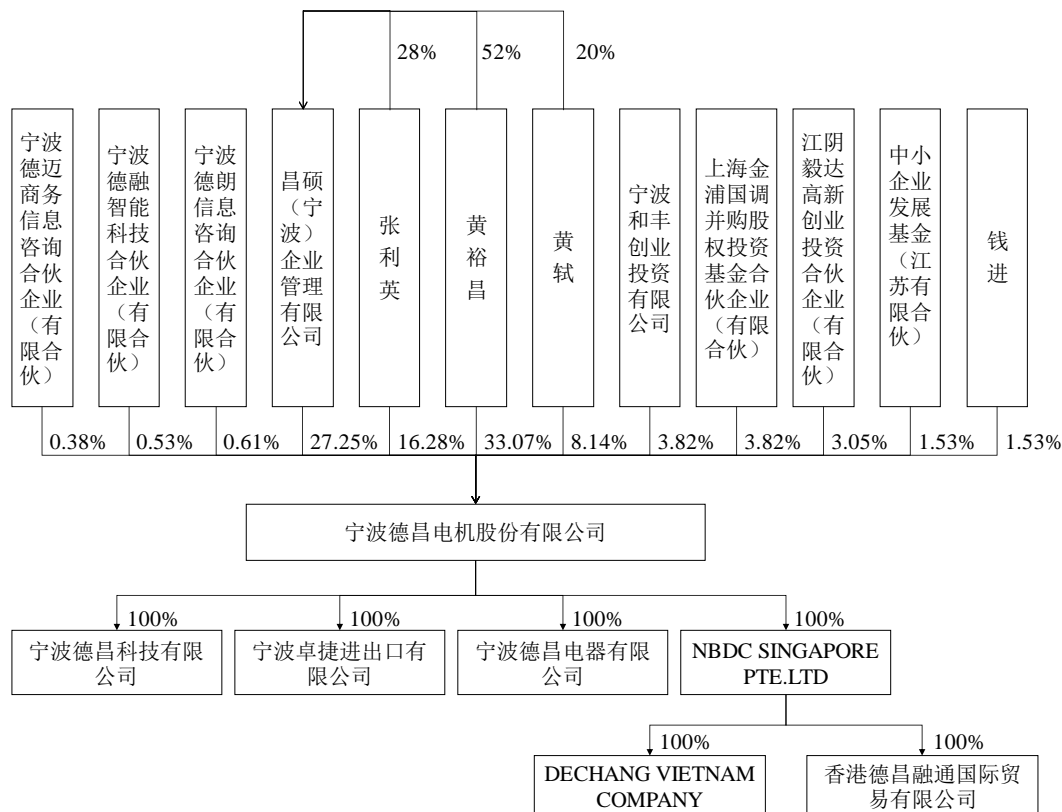 28%
52%
20%
宁波
德迈
商务
信息
咨询
合伙
企业
（有
限合
伙）
宁波
德融
智能
科技
合伙
企业
（有
限合
伙）
宁波
德朗
信息
咨询
合伙
企业
（有
限合
伙）
昌硕
（宁
波）
企业
管理
有限
公司
张
利
英
黄
裕
昌
黄
轼
宁波
和丰
创业
投资
有限
公司
上海金
浦国调
并购股
权投资
基金合
伙企业
（有限
合伙）
江阴
毅达
高新
创业
投资
合伙
企业
（有
限合
伙）
中小
企业
发展
基金
（江
苏有
限合
伙）
钱
进
0.38%
0.53%
0.61%
27.25%
16.28%
33.07%
8.14%
3.82%
3.82%
3.05%
1.53%
1.53%
宁波德昌电机股份有限公司
100%
100%
100%
100%
宁波德昌科技有限
公司
宁波卓捷进出口有
限公司
宁波德昌电器有限
公司
NBDC SINGAPORE
PTE.LTD
100%
100%
DECHANG VIETNAM
COMPANY
香港德昌融通国际贸
易有限公司